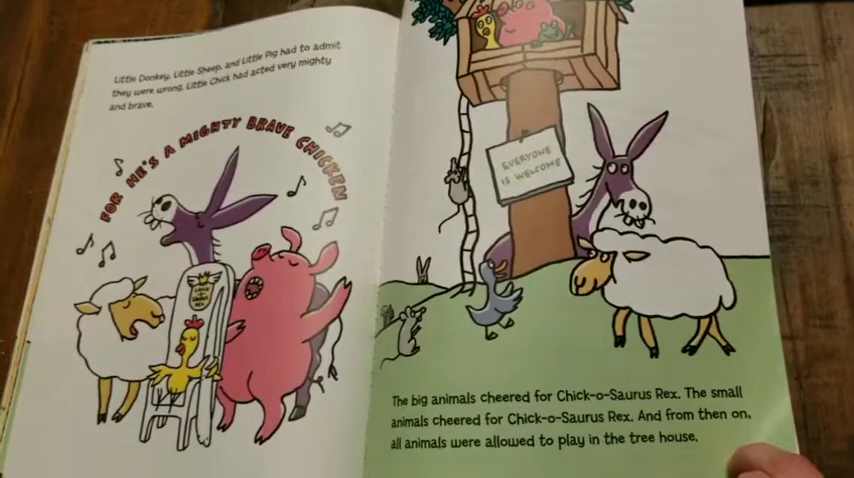 Little Donkey, Little Sheep, and Little Pig had to admit
they were wrong. Little Chick had acted very mighty
and brave.
FOR HE'S A MIGHTY BRAVE CHICKEN
EVERYONE
IS WELCOME
The big animals cheered for Chick-o-Saurus Rex. The small
animals cheered for Chick-o-Saurus Rex. And from then on,
all animals were allowed to play in the tree house.